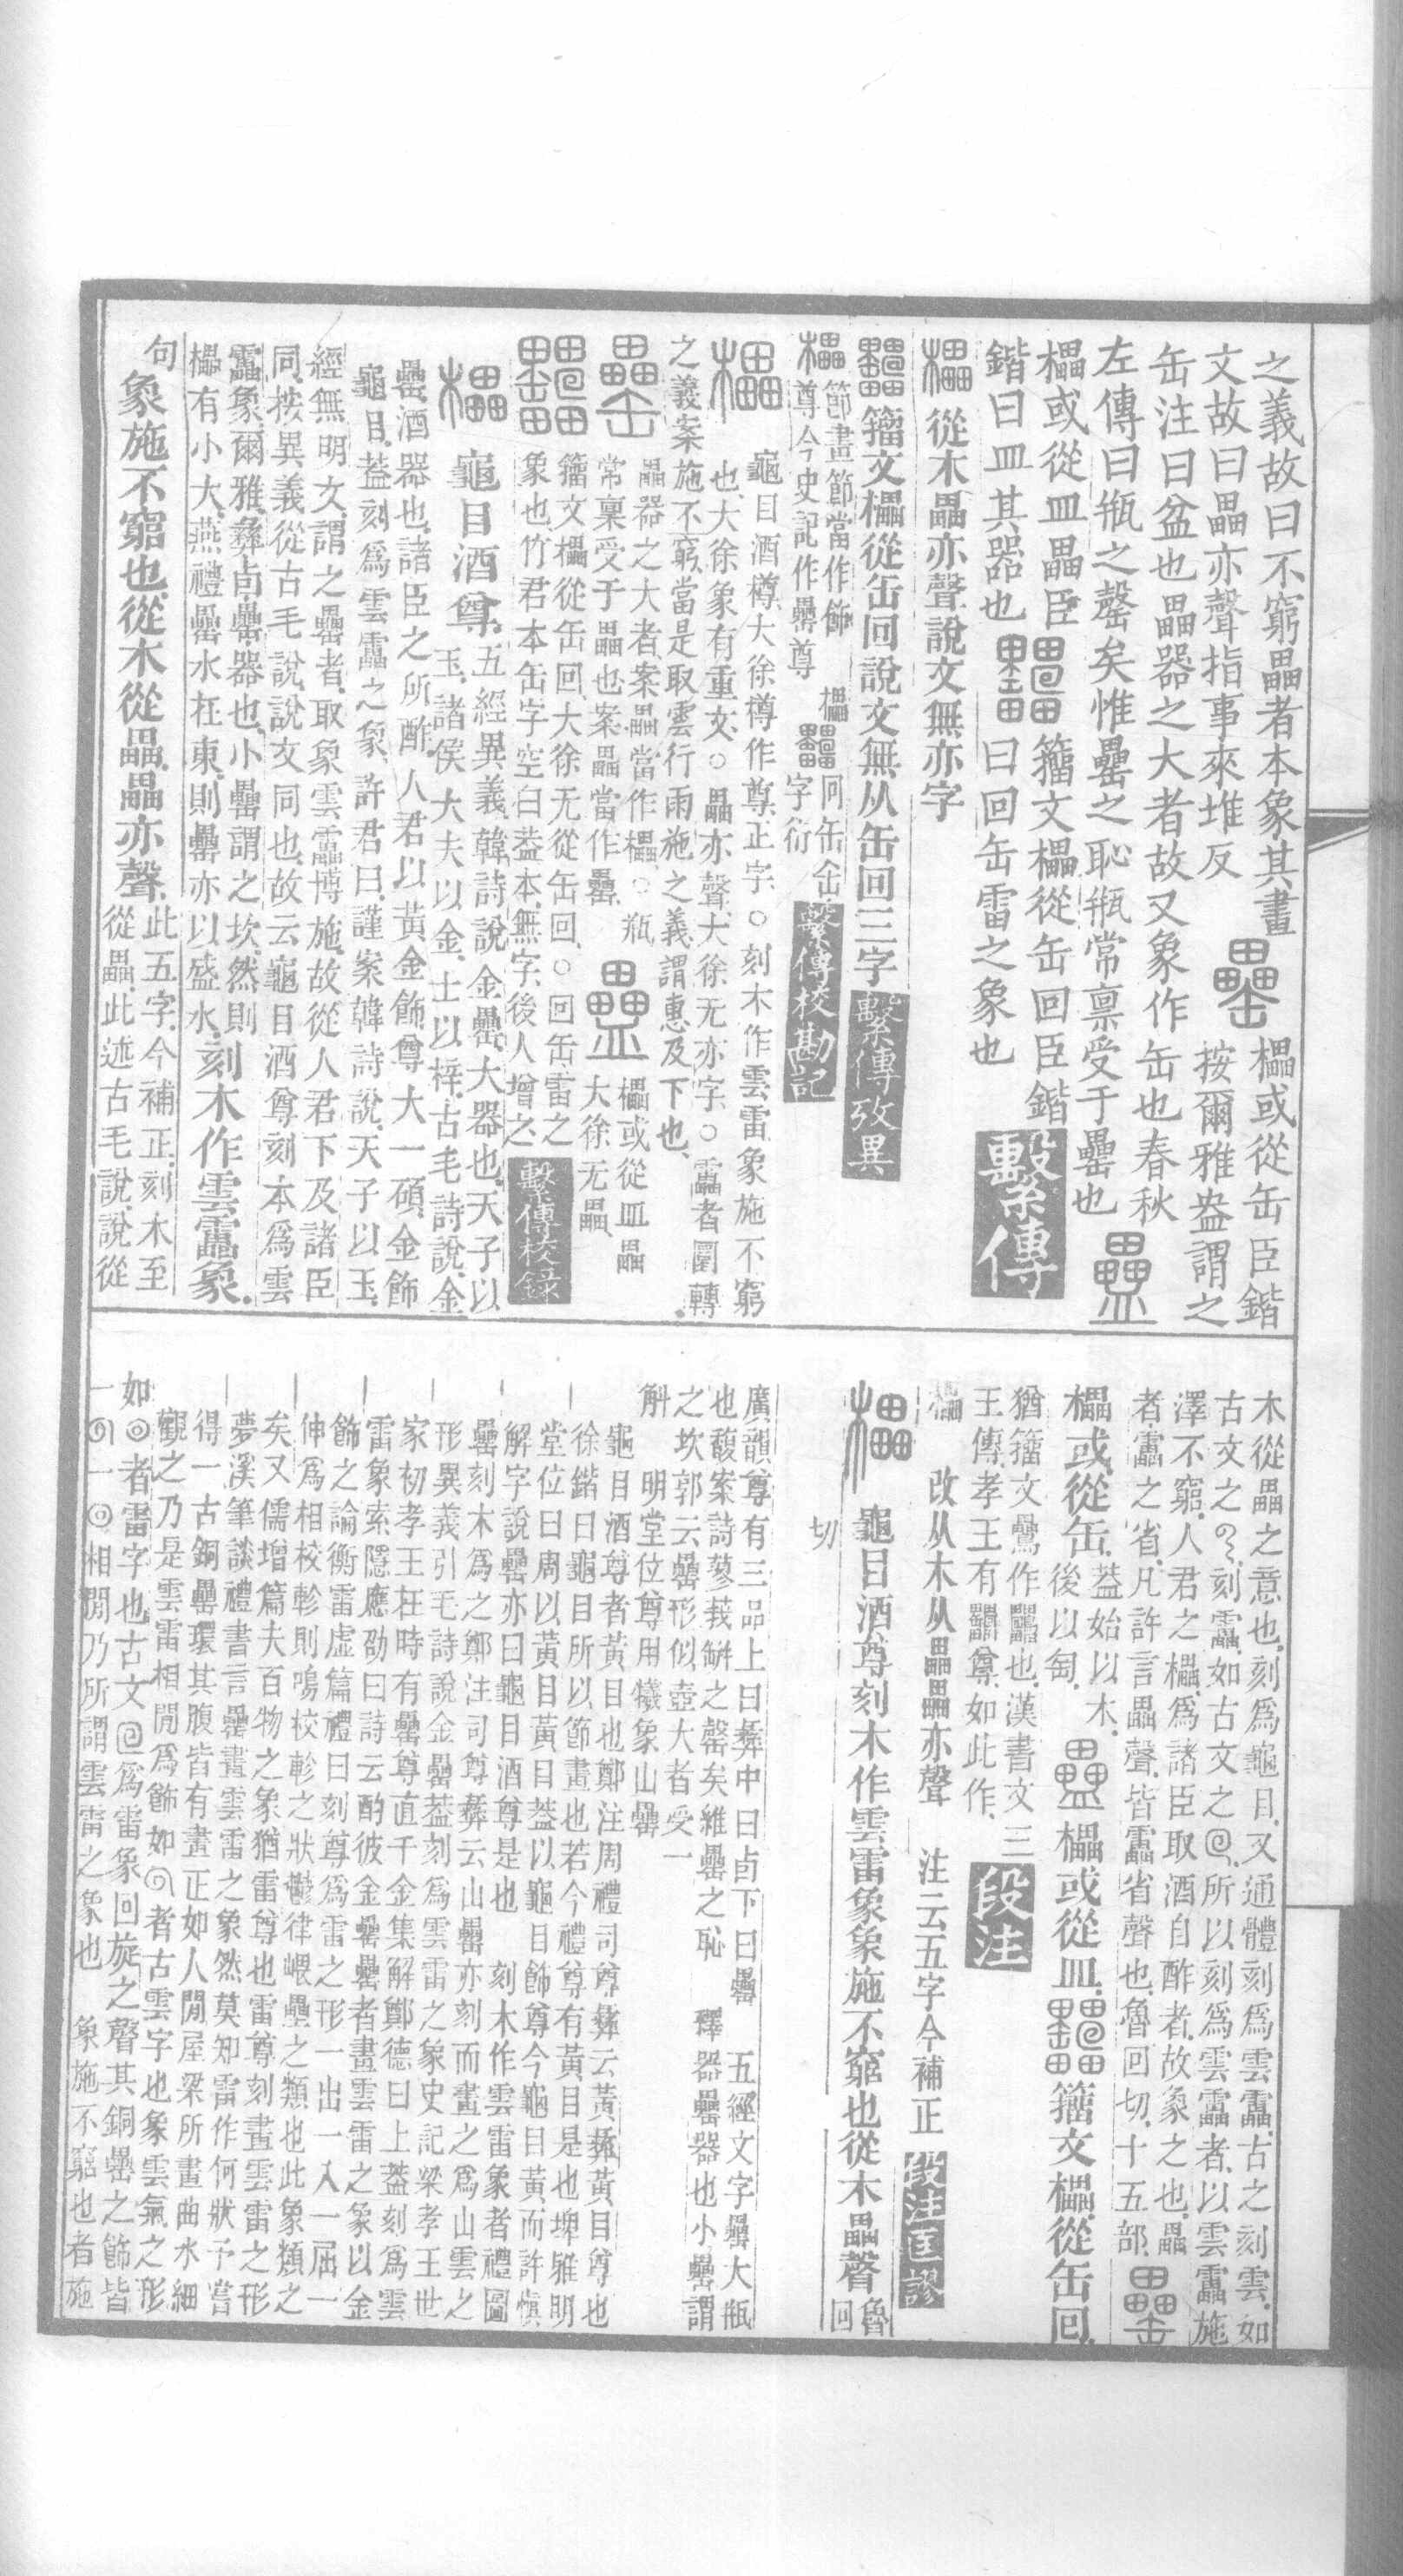 之義故曰不窮畾者本象其畫
櫑或從缶臣鍇
文故曰畾亦聲指事來堆反
按爾雅盎謂之
缶注曰盆也畾器之大者故又象作缶也春秋
左傳曰瓶之罄矣惟罍之恥瓶常稟受于罍也
櫑或從皿畾臣
籒文櫑從缶回臣鍇
鍇曰皿其器也
曰回缶雷之象也
繫傳
櫑從木畾亦聲說文無亦字
籒文櫑從缶回說文無从缶回三字
繫傳攷異
櫑節畫節當作飾
尊今史記作罍尊
櫑同缶缶
字衍
繫傳校勘記
櫑
龜目酒樽大徐樽作尊正字○刻木作雲雷象施不窮
也大徐象有重文○畾亦聲大徐无亦字○靁者圜轉
之義案施不窮當是取雲行雨施之義謂惠及下也
畾器之大者案畾當作櫑○瓶
常稟受于畾也案畾當作罍
櫑或從皿畾
大徐无畾
籒文櫑從缶回大徐无從缶回○回缶雷之
象也竹君本缶字空白葢本無字後人增之
繫傳校錄
櫑
龜目酒尊
五經異義韓詩說金罍大器也天子以
玉諸侯大夫以金士以梓古毛詩說金
罍酒器也諸臣之所酢人君以黃金飾尊大一碩金飾
龜目葢刻爲雲靁之象許君曰謹案韓詩說天子以玉
經無明文謂之罍者取象雲靁博施故從人君下及諸臣
同按異義從古毛說說文同也故云龜目酒尊刻木爲雲
靁象爾雅彝卣罍器也小罍謂之坎然則
櫑有小大燕禮罍水在東則罍亦以盛水
刻木作雲靁象
句
象施不窮也從木從畾畾亦聲
此五字今補正刻木至
從畾此述古毛說說從
木從畾之意也刻爲龜目又通體刻爲雲靁古之刻雲如
古文之刻靁如古文之所以刻爲雲靁者以雲靁施
澤不窮人君之櫑爲諸臣取酒自酢者故象之也畾
者靁之省凡許言畾聲皆靁省聲也魯回切十五部
櫑或從缶
葢始以木
後以匋
櫑或從皿
籒文櫑從缶回
猶籒文鷽作也漢書文三
王傳孝王有尊如此作
段注
櫑
改从木从畾畾亦聲
注云五字今補正
段注匡謬
櫑
龜目酒尊刻木作雲雷象象施不窮也從木畾聲
魯回
切
廣韻尊有三品上曰彝中曰卣下曰罍
五經文字罍大瓶
也馥案詩蓼莪缾之罄矣維罍之恥
釋器罍器也小罍謂
之坎郭云罍形似壺大者受一
斛
明堂位尊用犧象山罍
龜目酒尊者黃目也鄭注周禮司尊彝云黃彝黃目尊也
徐鍇曰龜目所以節畫也若今禮尊有黃目是也埤雅明
堂位曰周以黃目黃目葢以龜目飾尊今龜目黃而許愼
解字說罍亦曰龜目酒尊是也
刻木作雲雷象者禮圖
罍刻木爲之鄭注司尊彝云山罍亦刻而畫之爲山雲之
形異義引毛詩說金罍葢刻爲雲雷之象史記梁孝王世
家初孝王在時有罍尊直千金集解鄭德曰上葢刻爲雲
雷象索隱應劭曰詩云酌彼金罍罍者畫雲雷之象以金
飾之論衡雷虛篇禮曰刻尊爲雷之形一出一入一屈一
伸爲相校軫則鳴校軫之狀鬱律㟪壘之類也此象類之
矣又儒增篇夫百物之象猶雷尊也雷尊刻畫雲雷之形
夢溪筆談禮書言罍畫雲雷之象然莫知雷作何狀予嘗
得一古銅罍環其腹皆有畫正如人閒屋梁所畫曲水細
觀之乃是雲雷相閒爲飾如者古雲字也象雲氣之形
如者雷字也古文爲雷象回旋之聲其銅罍之飾皆
一一相閒乃所謂雲雷之象也
象施不窮也者施